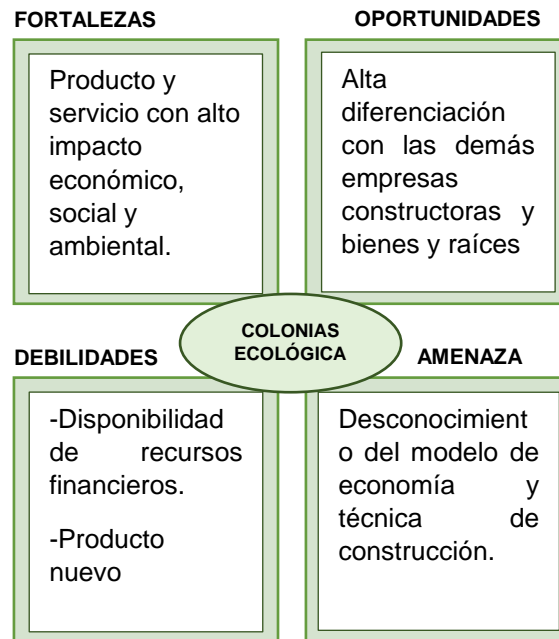 FORTALEZAS
Producto y
servicio con alto
impacto
económico,
social y
ambiental.
OPORTUNIDADES
Alta
diferenciación
con las demás
empresas
constructoras y
bienes y raíces
COLONIAS
ECOLÓGICA
DEBILIDADES
-Disponibilidad
de recursos
financieros.
-Producto
nuevo
AMENAZA
Desconocimient
o del modelo de
economía y
técnica de
construcción.